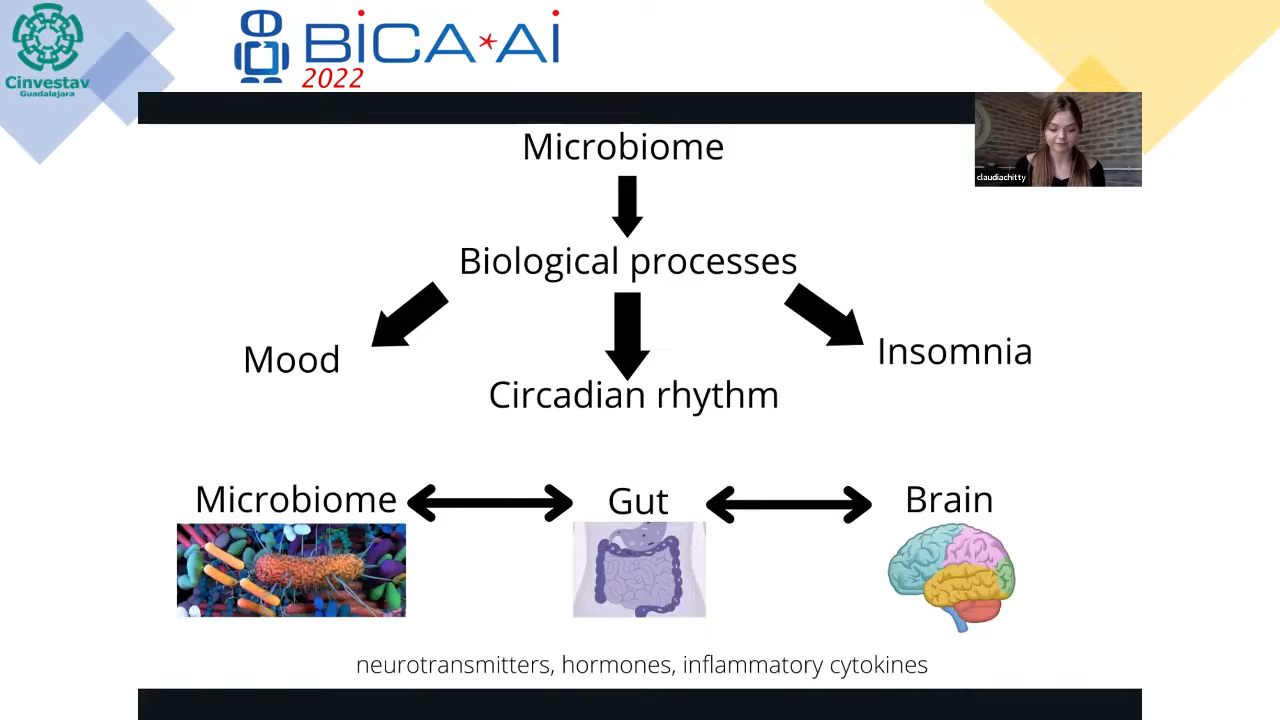 Cinvestav
Guadalajara
BiCA*Ai
2022
claudiachitty
Microbiome
Biological processes
Mood
Insomnia
Circadian rhythm
Microbiome
Gut
Brain
neurotransmitters, hormones, inflammatory cytokines